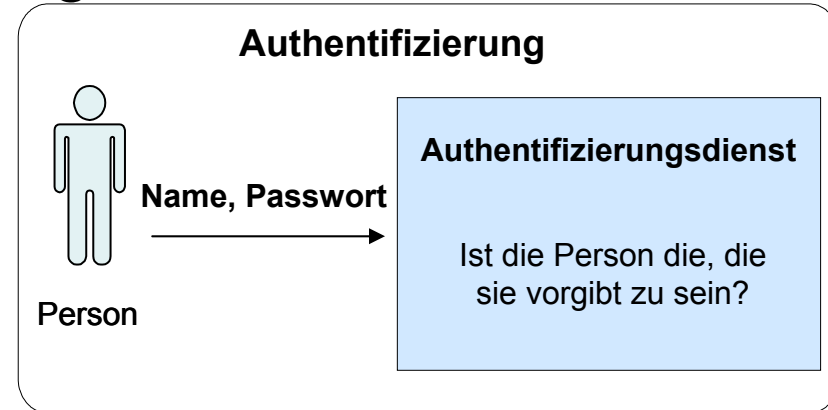 Authentifizierung
Authentifizierungsdienst
Name, Passwort
Ist die Person die, die
sie vorgibt zu sein?
Person